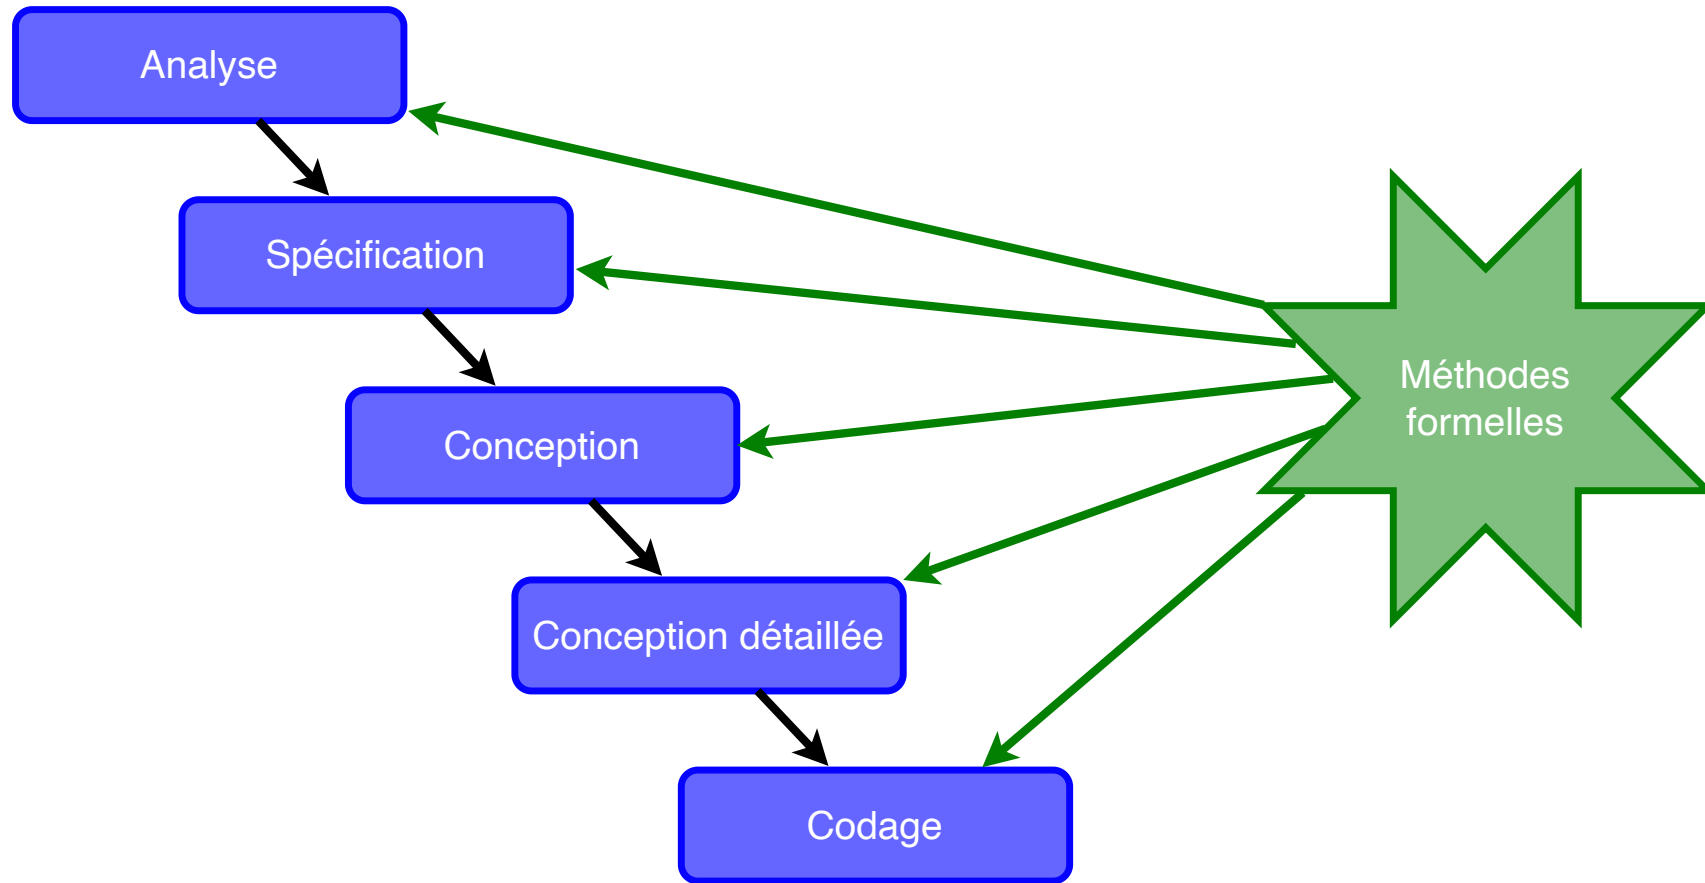 Analyse
Spécification
Conception
Conception détaillée
Codage
Méthodes
formelles